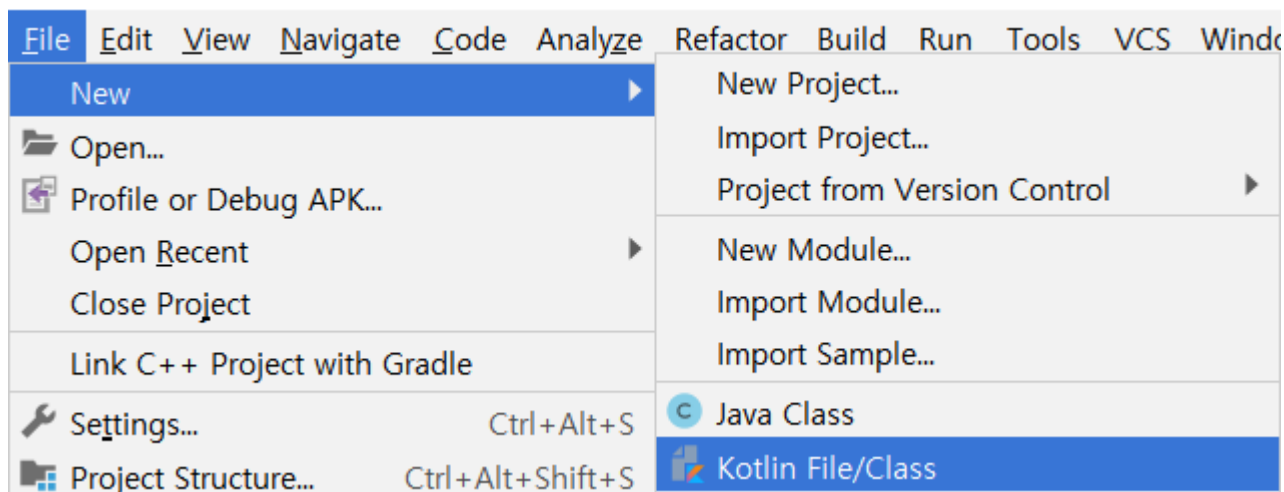 File Edit View Navigate Code Analyze Refactor Build Run Tools VCS
New
Open...
Profile or Debug APK...
Open Recent
Close Project
Link C++ Project with Gradle
Settings... Ctrl+Alt+S
Project Structure... Ctrl+Alt+Shift+S
New Project...
Import Project...
Project from Version Control
New Module...
Import Module...
Import Sample...
C Java Class
Kotlin File/Class